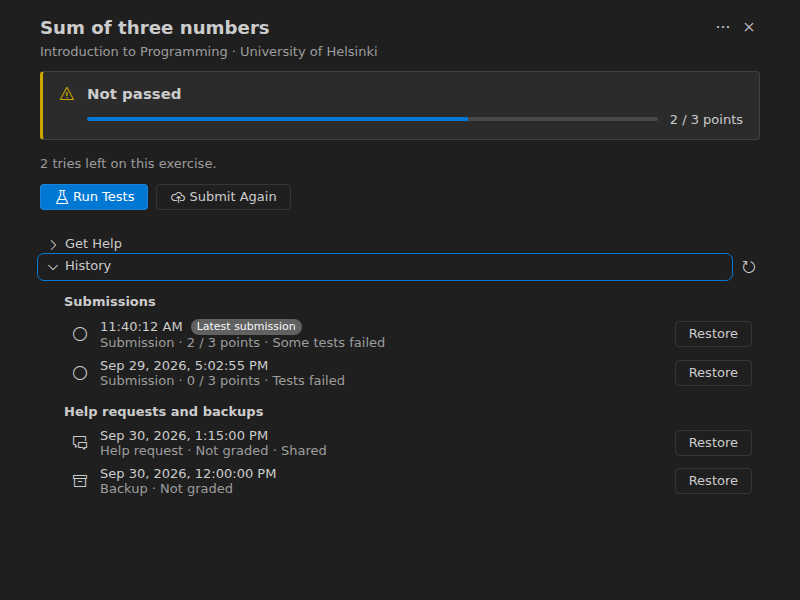 Sum of three numbers
Introduction to Programming · University of Helsinki
Not passed
2 / 3 points
2 tries left on this exercise.
Run Tests
Submit Again
Get Help
History
Submissions
11:40:12 AM Latest submission
Submission · 2 / 3 points · Some tests failed
Restore
Sep 29, 2026, 5:02:55 PM
Submission · 0 / 3 points · Tests failed
Restore
Help requests and backups
Sep 30, 2026, 1:15:00 PM
Help request · Not graded · Shared
Restore
Sep 30, 2026, 12:00:00 PM
Backup · Not graded
Restore